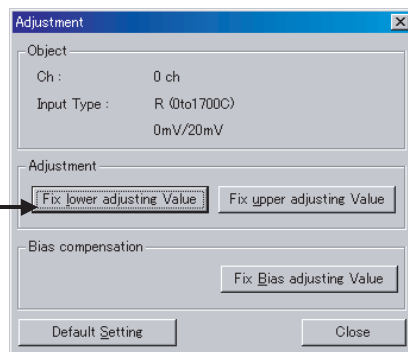 Adjustment
Object
Ch : 0 ch
Input Type : R (0to1700C)
0mV/20mV
Adjustment
Fix lower adjusting Value Fix upper adjusting Value
Bias compensation
Fix Bias adjusting Value
Default Setting Close